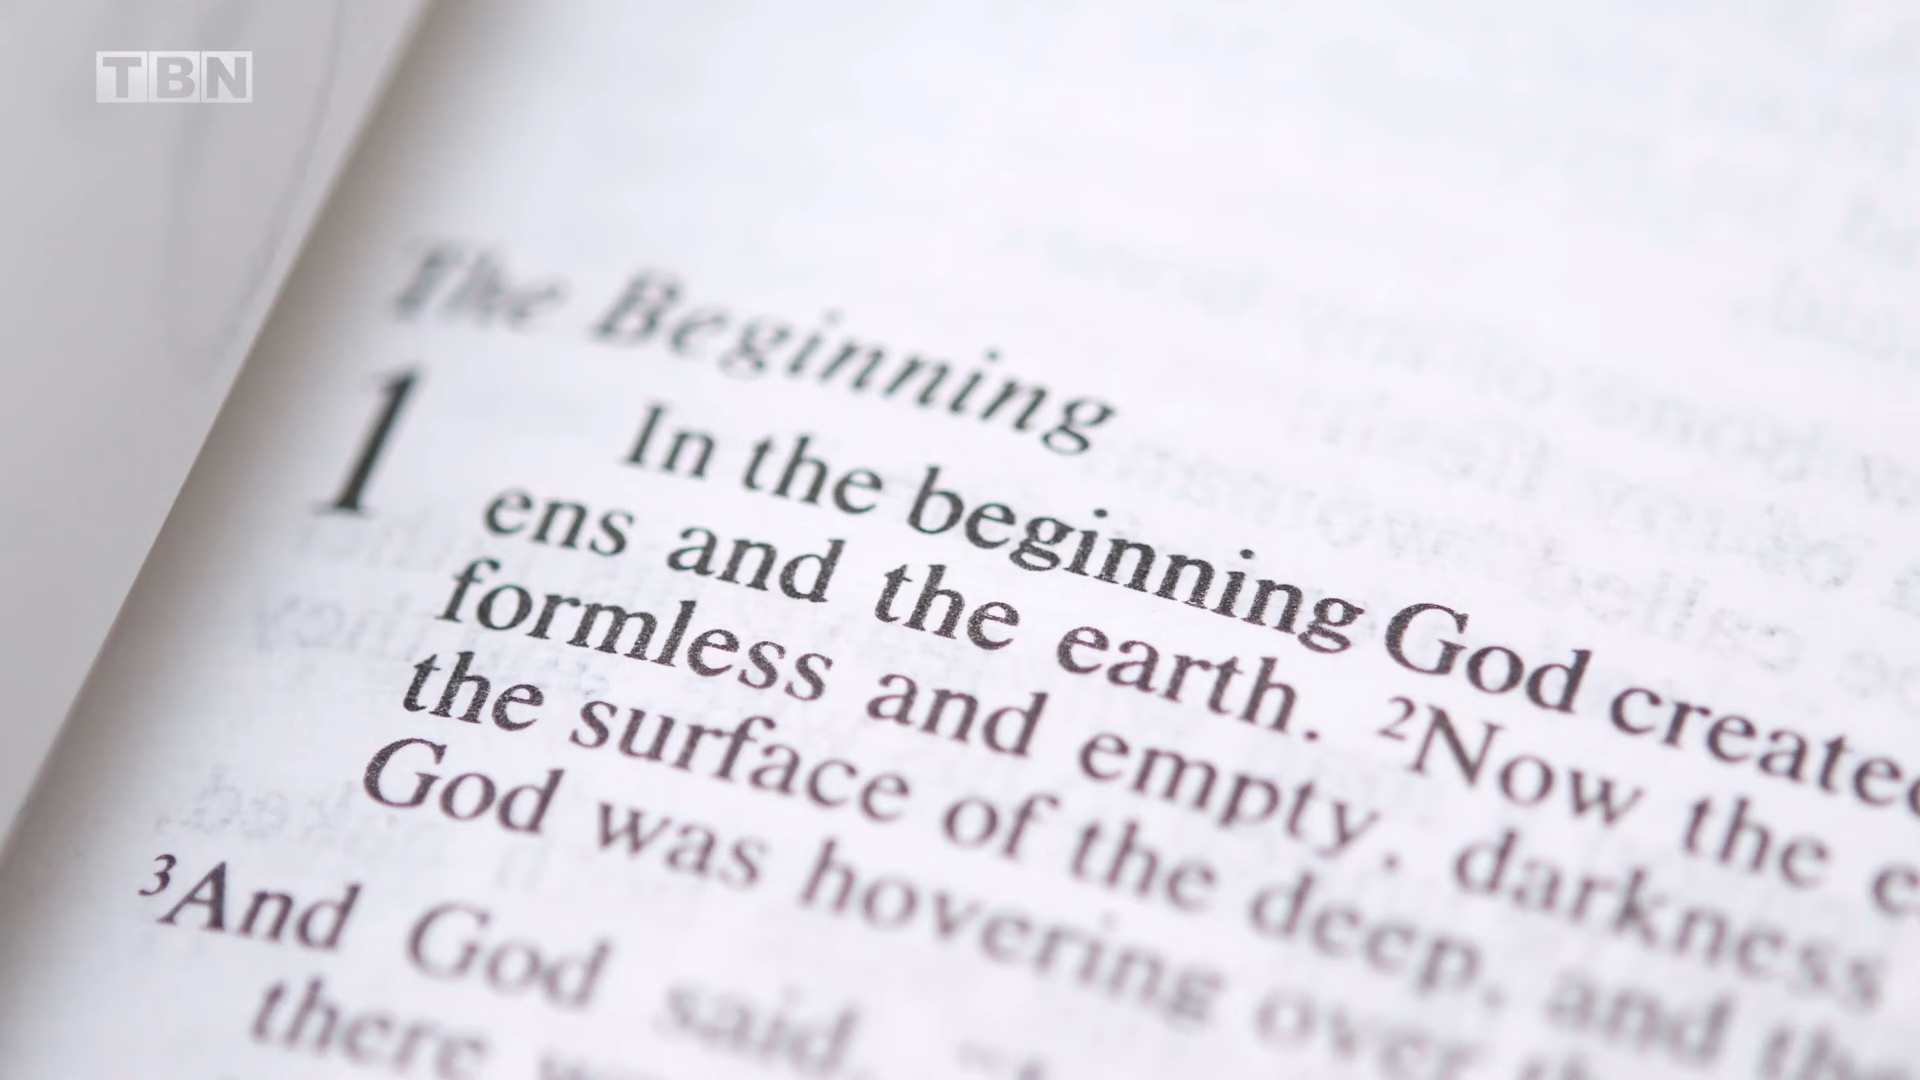 TBN
The Beginning
1 In the beginning God created
ens and the earth. ²Now the e
formless and empty, darkness
the surface of the deep, and the
God was hovering over
³And God said,
there